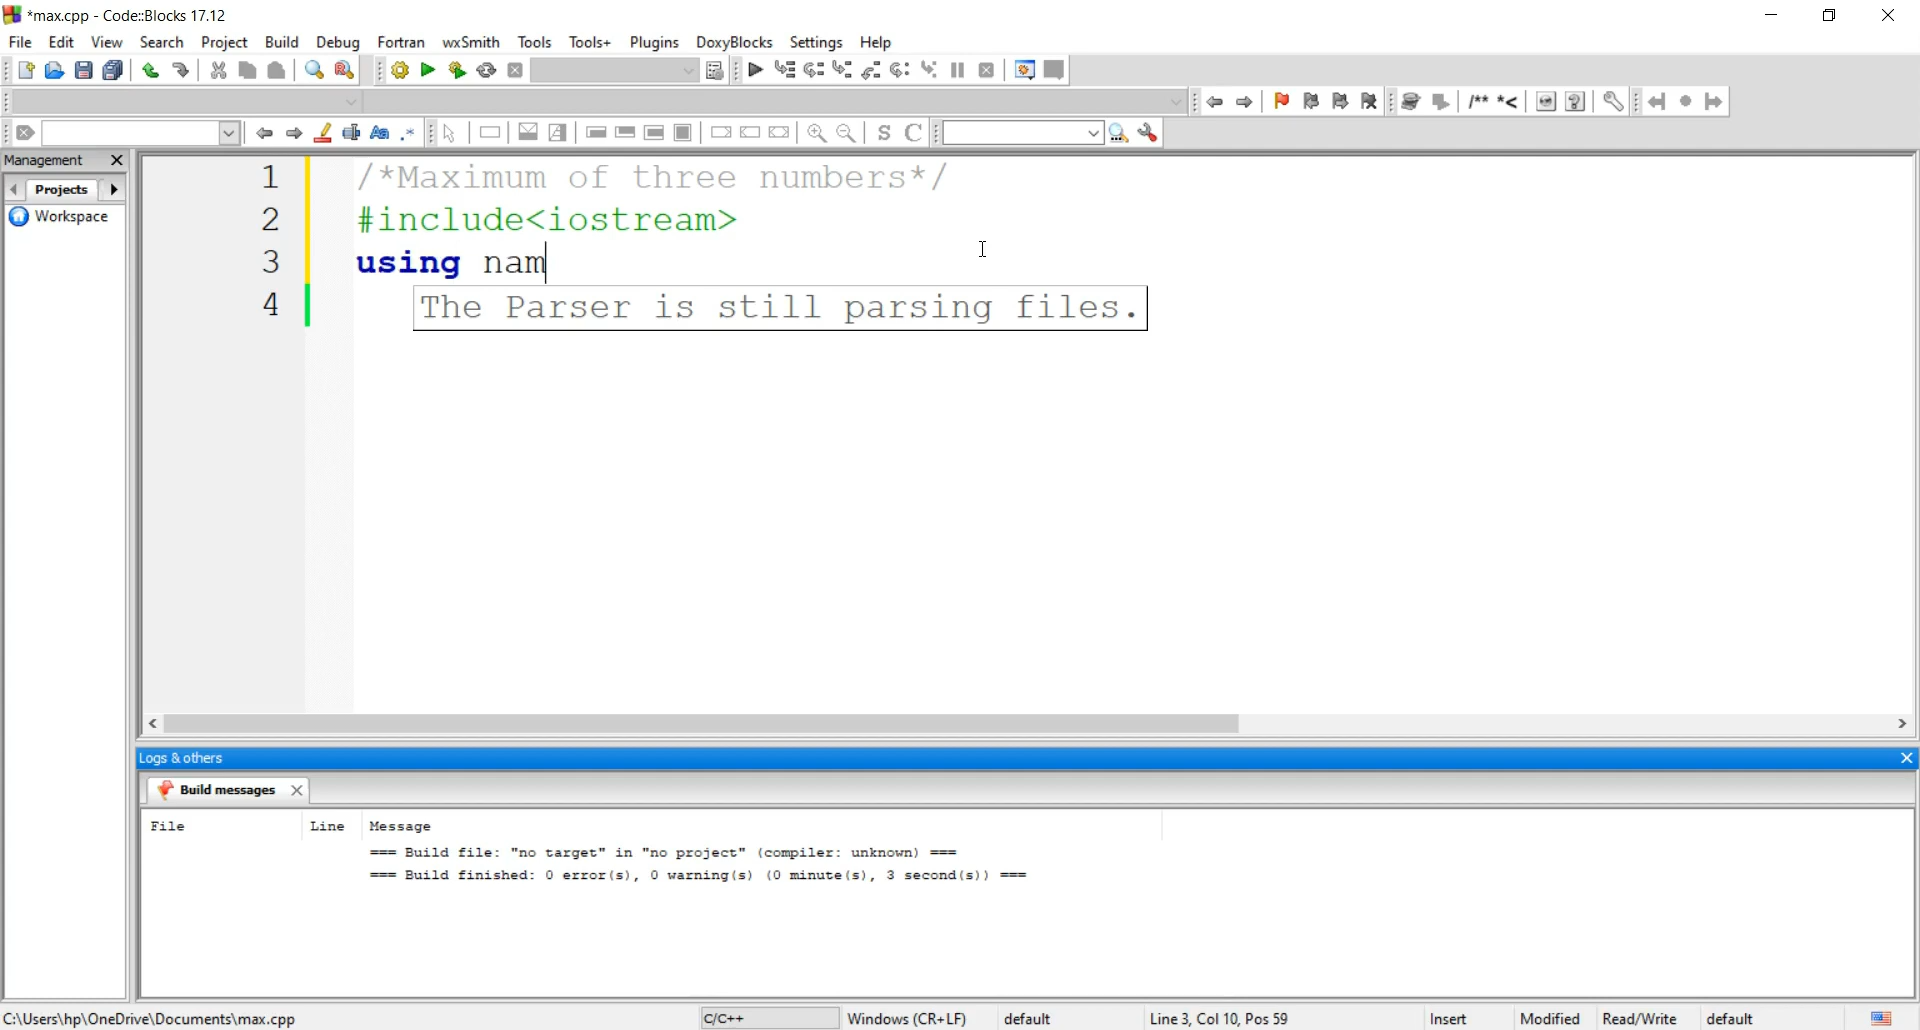 *max.cpp - Code::Blocks 17.12
File Edit View Search Project Build Debug Fortran wxSmith Tools Tools+ Plugins DoxyBlocks Settings Help
/** *<
Aa .*
S C
Management
Projects
Workspace
1 /*Maximum of three numbers*/
2 #include<iostream>
3 using nam
4
The Parser is still parsing files.
Logs & others
Build messages
File Line Message
=== Build file: "no target" in "no project" (compiler: unknown) ===
=== Build finished: 0 error(s), 0 warning(s) (0 minute(s), 3 second(s)) ===
C:\Users\hp\OneDrive\Documents\max.cpp C/C++ Windows (CR+LF) default Line 3, Col 10, Pos 59 Insert Modified Read/Write default